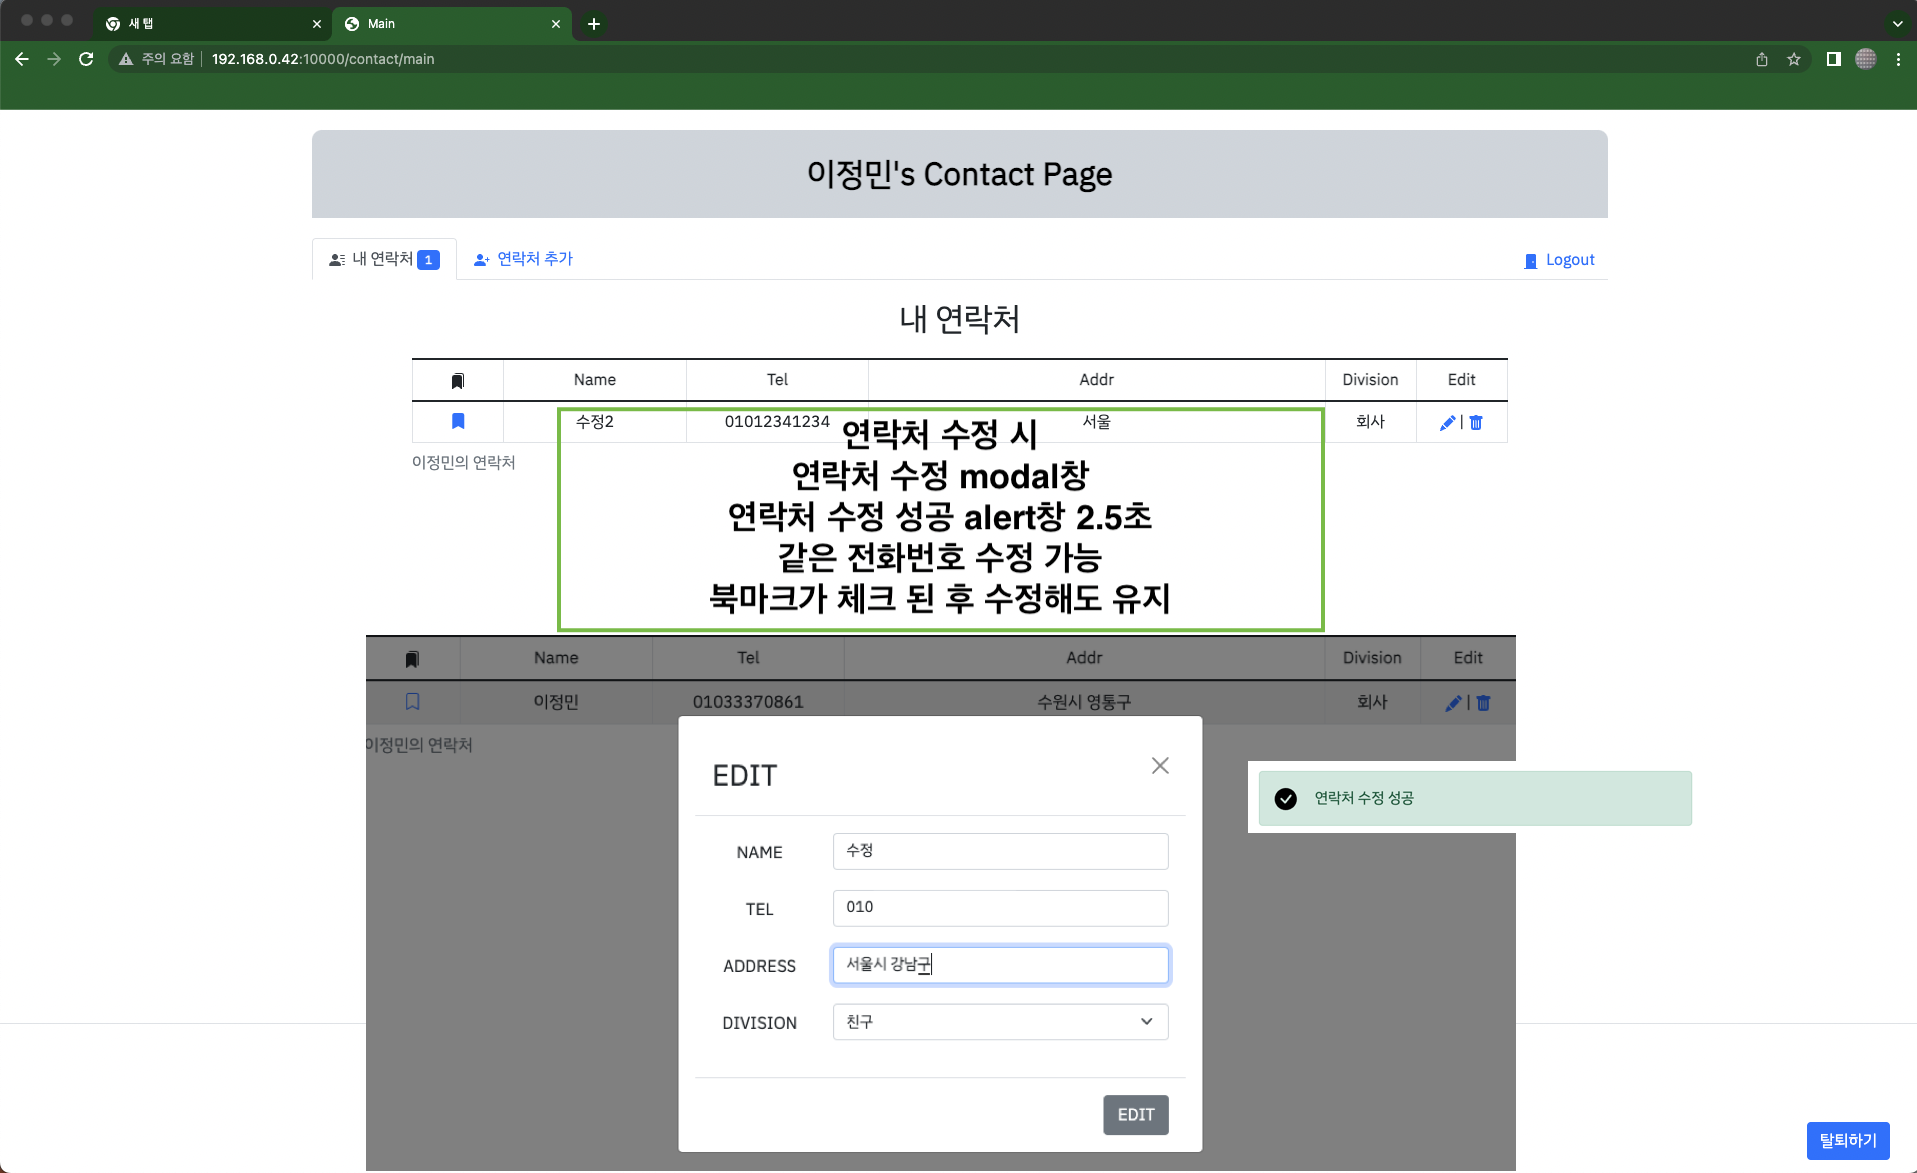 새 탭
Main
주의 요함
192.168.0.42:10000/contact/main
이정민's Contact Page
내 연락처 1
연락처 추가
Logout
내 연락처
Name Tel Addr Division Edit
수정2 01012341234 서울 회사 |
이정민의 연락처
연락처 수정 시
연락처 수정 modal창
연락처 수정 성공 alert창 2.5초
같은 전화번호 수정 가능
북마크가 체크 된 후 수정해도 유지
Name Tel Addr Division Edit
이정민 01033370861 수원시 영통구 회사 |
이정민의 연락처
EDIT
연락처 수정 성공
NAME 수정
TEL 010
ADDRESS 서울시 강남구
DIVISION 친구
EDIT
탈퇴하기